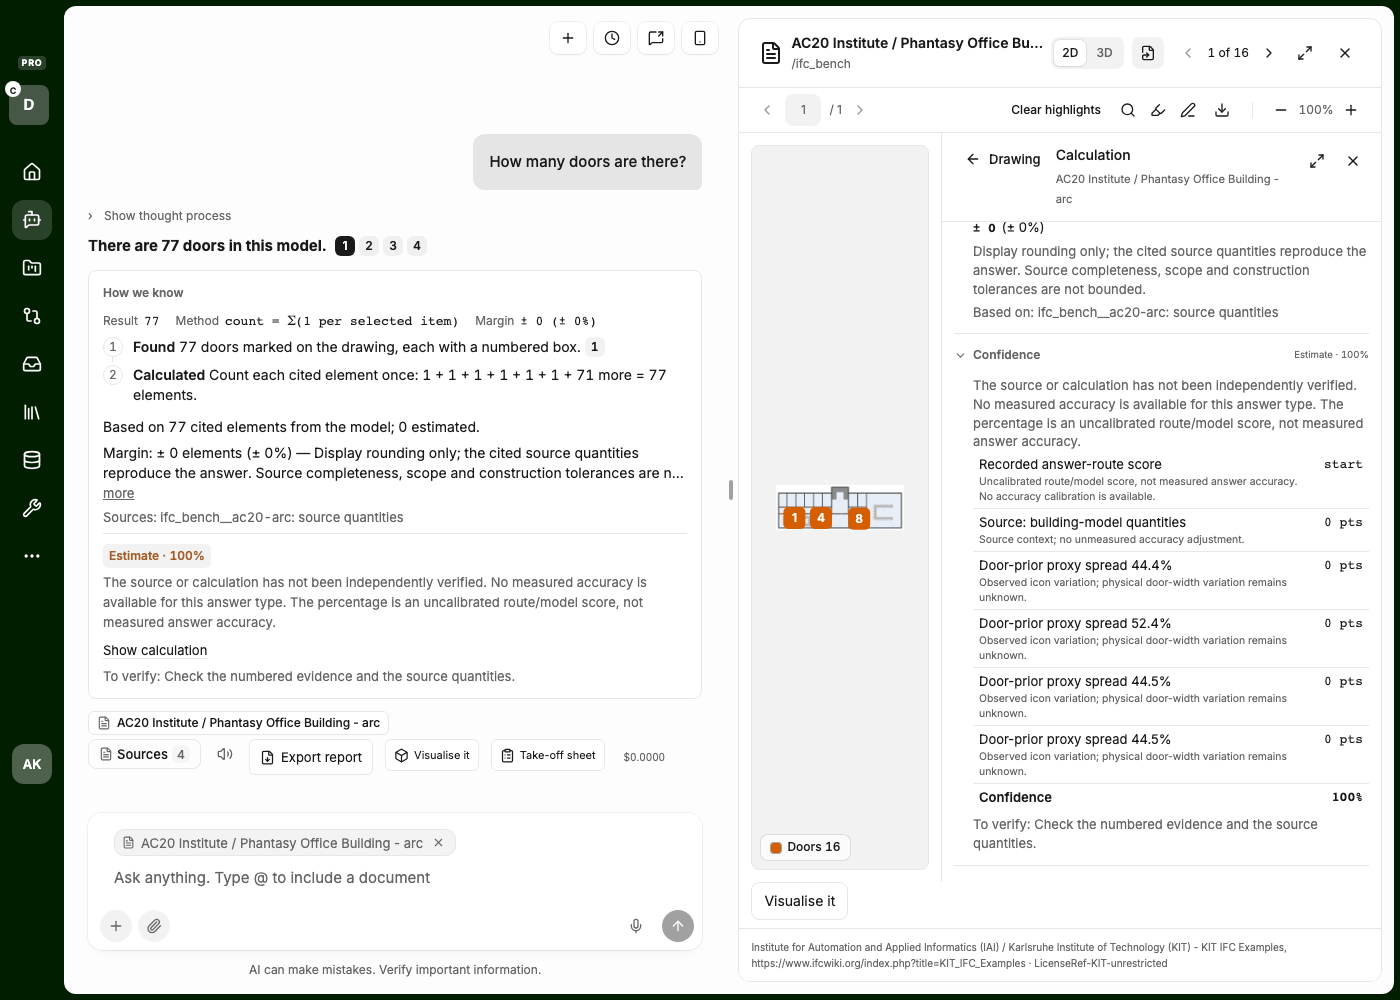 PRO
c
D
AK
How many doors are there?
Show thought process
There are 77 doors in this model. 1 2 3 4
How we know
Result 77 Method count = Σ(1 per selected item) Margin ± 0 (± 0%)
1 Found 77 doors marked on the drawing, each with a numbered box. 1
2 Calculated Count each cited element once: 1 + 1 + 1 + 1 + 1 + 1 + 71 more = 77
elements.
Based on 77 cited elements from the model; 0 estimated.
Margin: ± 0 elements (± 0%) — Display rounding only; the cited source quantities
reproduce the answer. Source completeness, scope and construction tolerances are n...
more
Sources: ifc_bench__ac20-arc: source quantities
Estimate · 100%
The source or calculation has not been independently verified. No measured accuracy is
available for this answer type. The percentage is an uncalibrated route/model score, not
measured answer accuracy.
Show calculation
To verify: Check the numbered evidence and the source quantities.
AC20 Institute / Phantasy Office Building - arc
Sources 4 Export report Visualise it Take-off sheet $0.0000
AC20 Institute / Phantasy Office Building - arc
Ask anything. Type @ to include a document
AI can make mistakes. Verify important information.
AC20 Institute / Phantasy Office Bu...
/ifc_bench
2D 3D 1 of 16
1 / 1 Clear highlights 100%
1 4 8
Doors 16
Drawing
Calculation
AC20 Institute / Phantasy Office Building -
arc
± 0 (± 0%)
Display rounding only; the cited source quantities reproduce the
answer. Source completeness, scope and construction
tolerances are not bounded.
Based on: ifc_bench__ac20-arc: source quantities
Confidence Estimate · 100%
The source or calculation has not been independently verified.
No measured accuracy is available for this answer type. The
percentage is an uncalibrated route/model score, not measured
answer accuracy.
Recorded answer-route score start
Uncalibrated route/model score, not measured answer accuracy.
No accuracy calibration is available.
Source: building-model quantities 0 pts
Source context; no unmeasured accuracy adjustment.
Door-prior proxy spread 44.4% 0 pts
Observed icon variation; physical door-width variation remains
unknown.
Door-prior proxy spread 52.4% 0 pts
Observed icon variation; physical door-width variation remains
unknown.
Door-prior proxy spread 44.5% 0 pts
Observed icon variation; physical door-width variation remains
unknown.
Door-prior proxy spread 44.5% 0 pts
Observed icon variation; physical door-width variation remains
unknown.
Confidence 100%
To verify: Check the numbered evidence and the source
quantities.
Visualise it
Institute for Automation and Applied Informatics (IAI) / Karlsruhe Institute of Technology (KIT) - KIT IFC Examples,
https://www.ifcwiki.org/index.php?title=KIT_IFC_Examples · LicenseRef-KIT-unrestricted